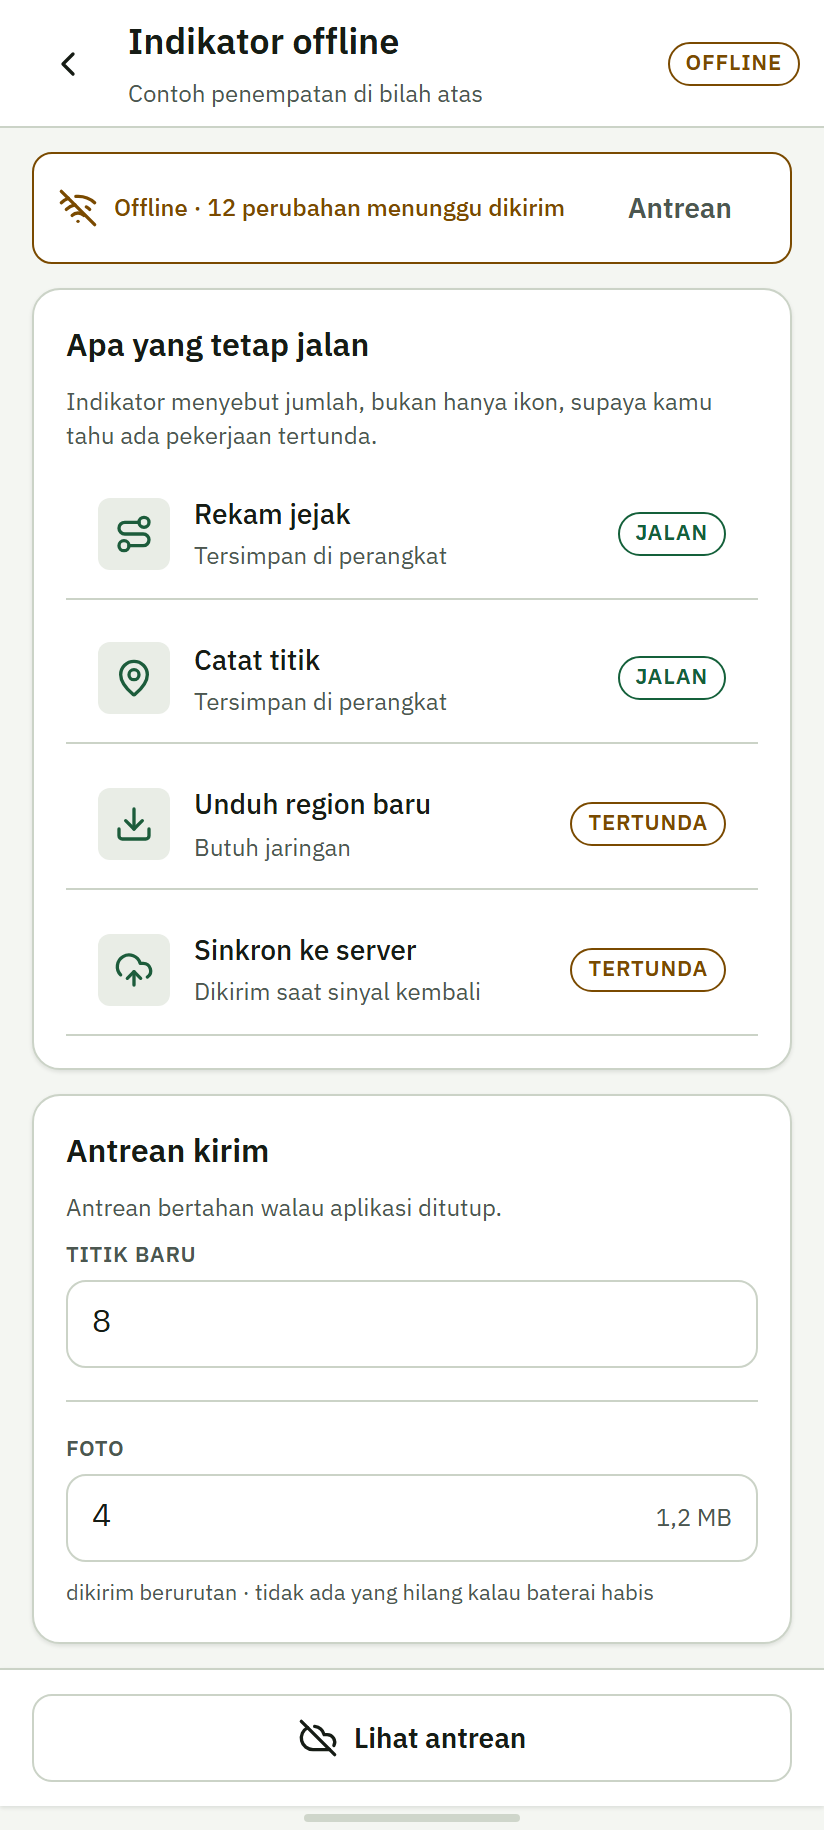 Indikator offline
Contoh penempatan di bilah atas
OFFLINE
Offline · 12 perubahan menunggu dikirim
Antrean
Apa yang tetap jalan
Indikator menyebut jumlah, bukan hanya ikon, supaya kamu
tahu ada pekerjaan tertunda.
Rekam jejak
Tersimpan di perangkat
JALAN
Catat titik
Tersimpan di perangkat
JALAN
Unduh region baru
Butuh jaringan
TERTUNDA
Sinkron ke server
Dikirim saat sinyal kembali
TERTUNDA
Antrean kirim
Antrean bertahan walau aplikasi ditutup.
TITIK BARU
8
FOTO
4
1,2 MB
dikirim berurutan · tidak ada yang hilang kalau baterai habis
Lihat antrean